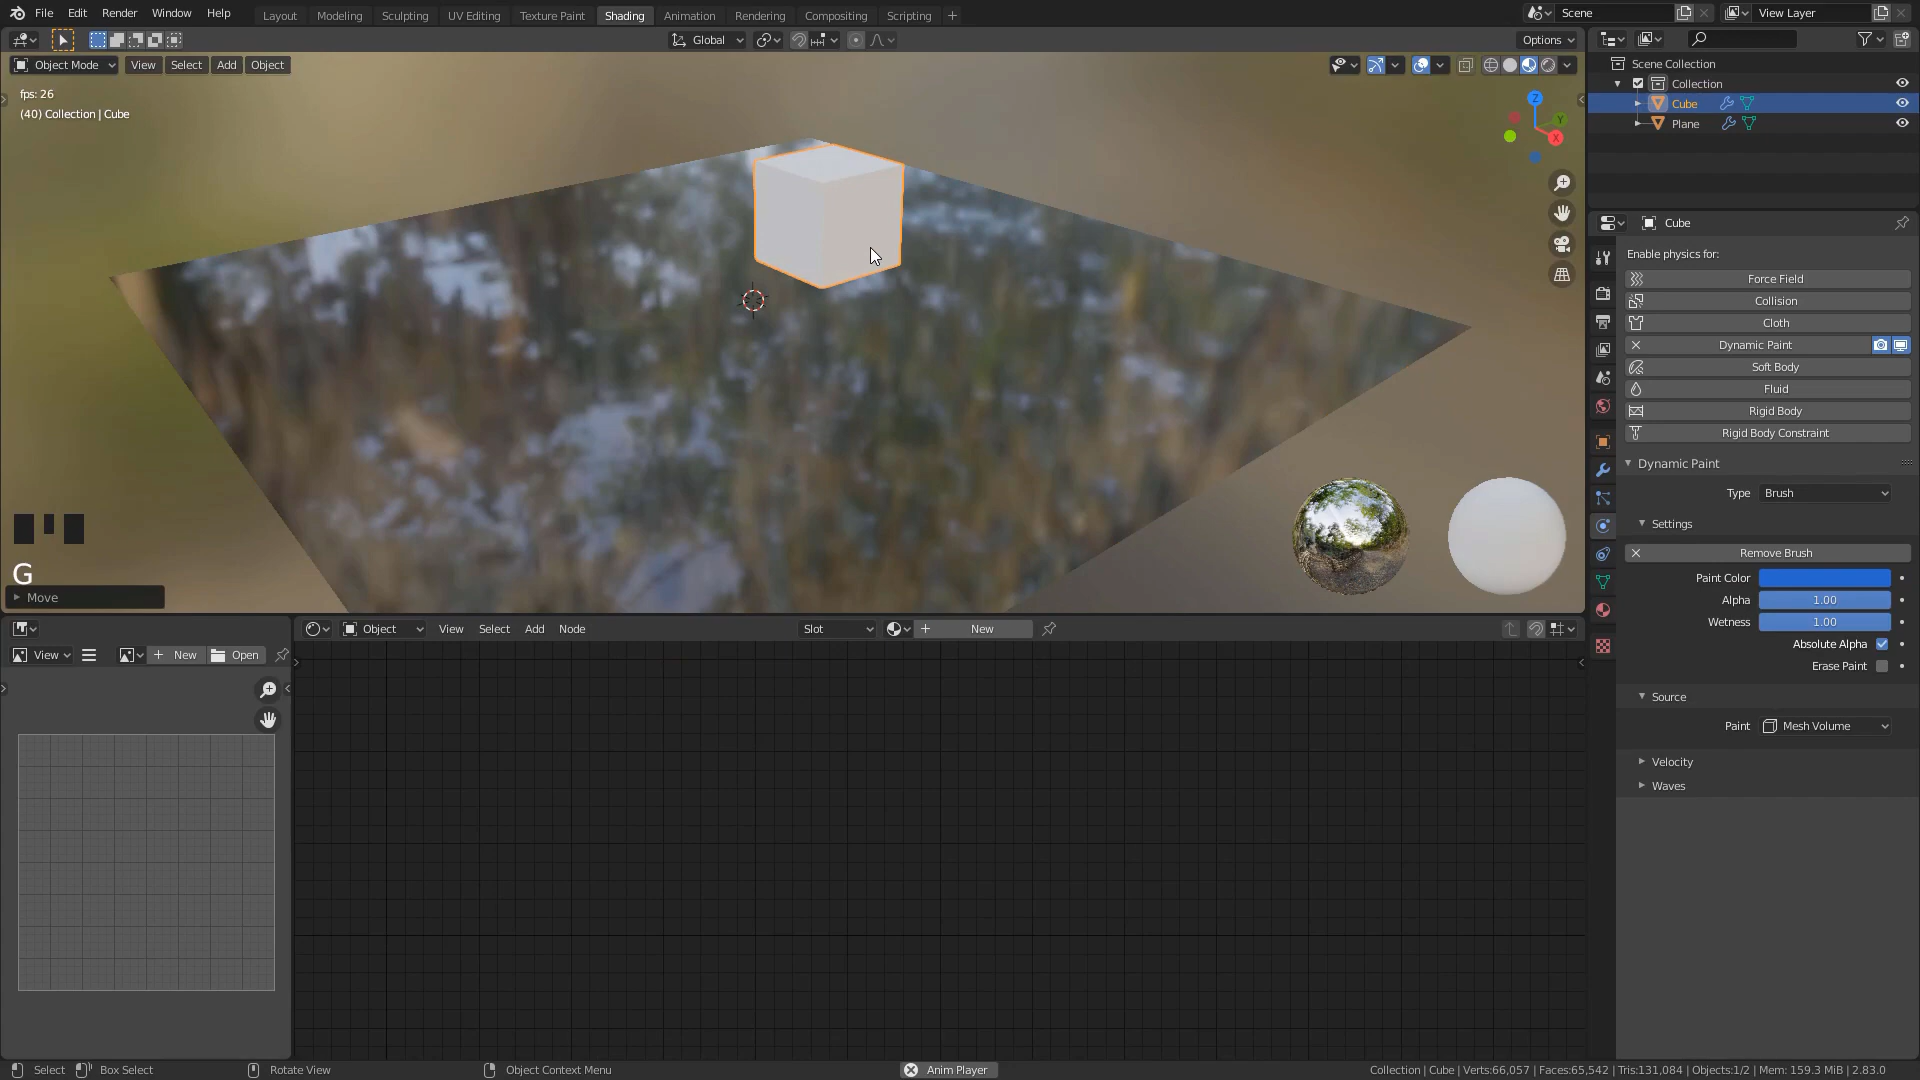 File Edit Render Window Help Layout Modeling Sculpting UV Editing Texture Paint Shading Animation Rendering Compositing Scripting + Scene View Layer
Global Options
Object Mode View Select Add Object
fps: 26
(40) Collection | Cube
Z
Y
X
G
Move
Scene Collection
Collection
Cube
Plane
Cube
Enable physics for:
Force Field
Collision
Cloth
Dynamic Paint
Soft Body
Fluid
Rigid Body
Rigid Body Constraint
Dynamic Paint
Type Brush
Settings
Remove Brush
Paint Color
Alpha 1.00
Wetness 1.00
Absolute Alpha
Erase Paint
Source
Paint Mesh Volume
Velocity
Waves
View New Open
Object View Select Add Node Slot New
Select Box Select Rotate View Object Context Menu Anim Player Collection | Cube | Verts:66,057 | Faces:65,542 | Tris:131,084 | Objects:1/2 | Mem: 159.3 MiB | 2.83.0